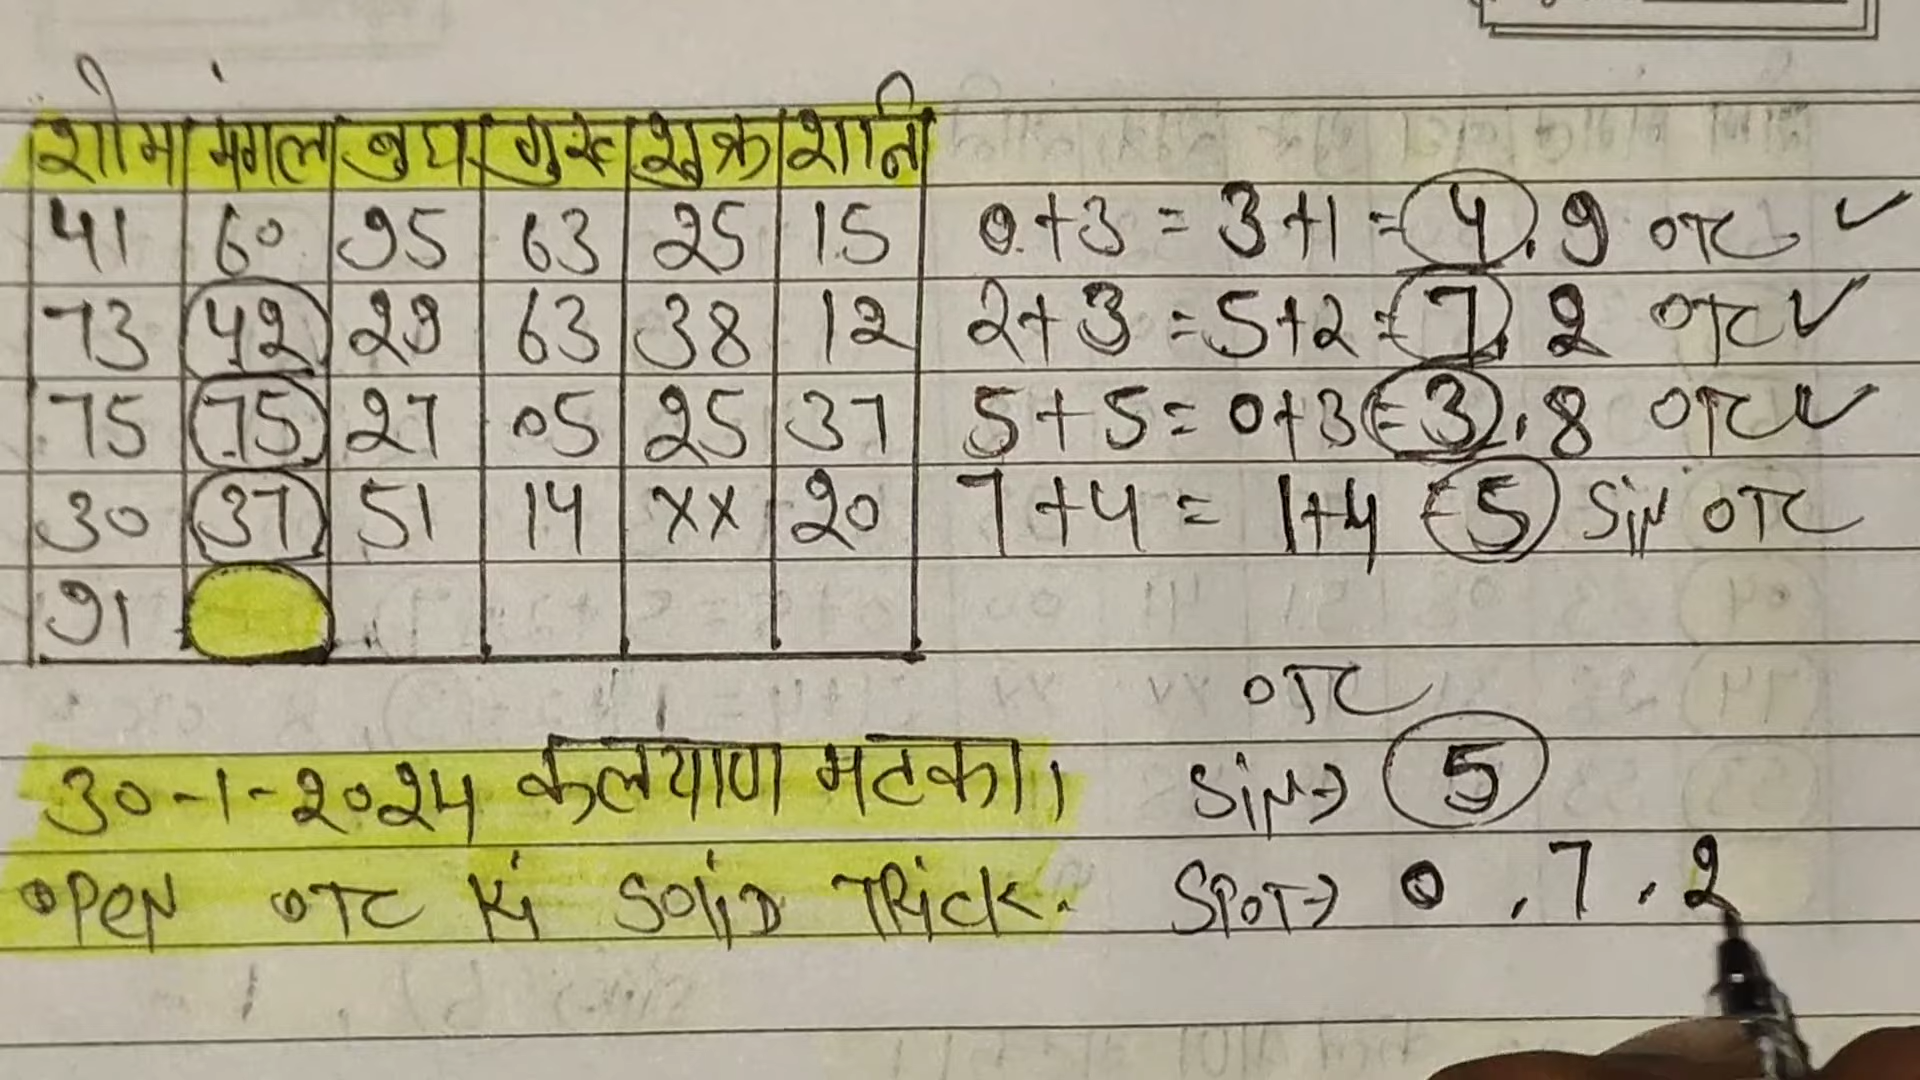 शोम मंगल बुध गुरू शुक्र शनि
41 60 95 63 25 15 0+3 = 3+1 = 4. 9 OTC ✓
73 42 29 63 38 12 2+3 = 5+2 = 7. 2 OTC ✓
75 75 27 05 25 37 5+5 = 0+3 = 3. 8 OTC ✓
30 37 51 14 XX 20 7+4 = 1+4 = 5 SiN OTC
91
OTC
30-1-2024 कलयाण मटका। SiN→ 5
OPeN OTC Ki SoliD TRick. SPOT→ 0, 7, 2